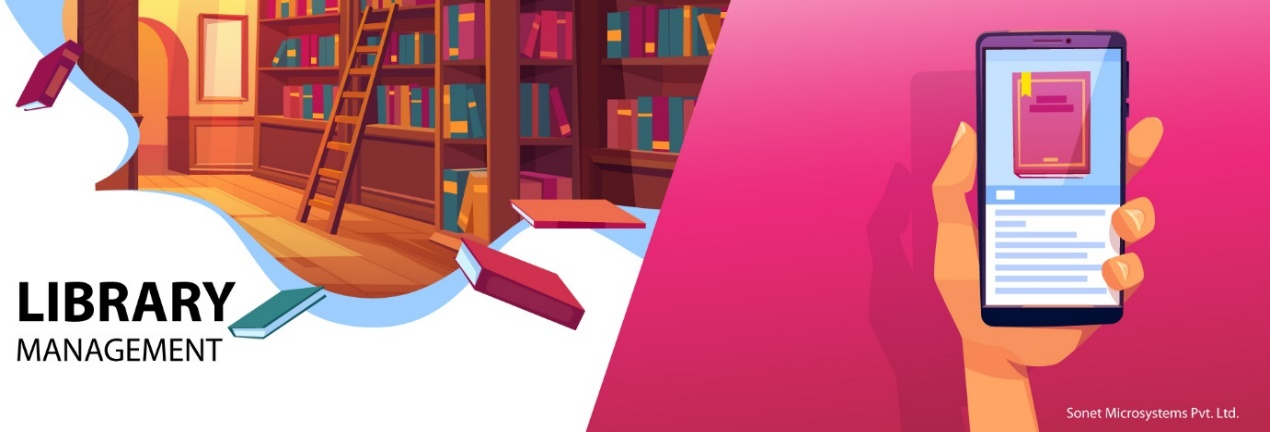 LIBRARY
MANAGEMENT
Sonet Microsystems Pvt. Ltd.